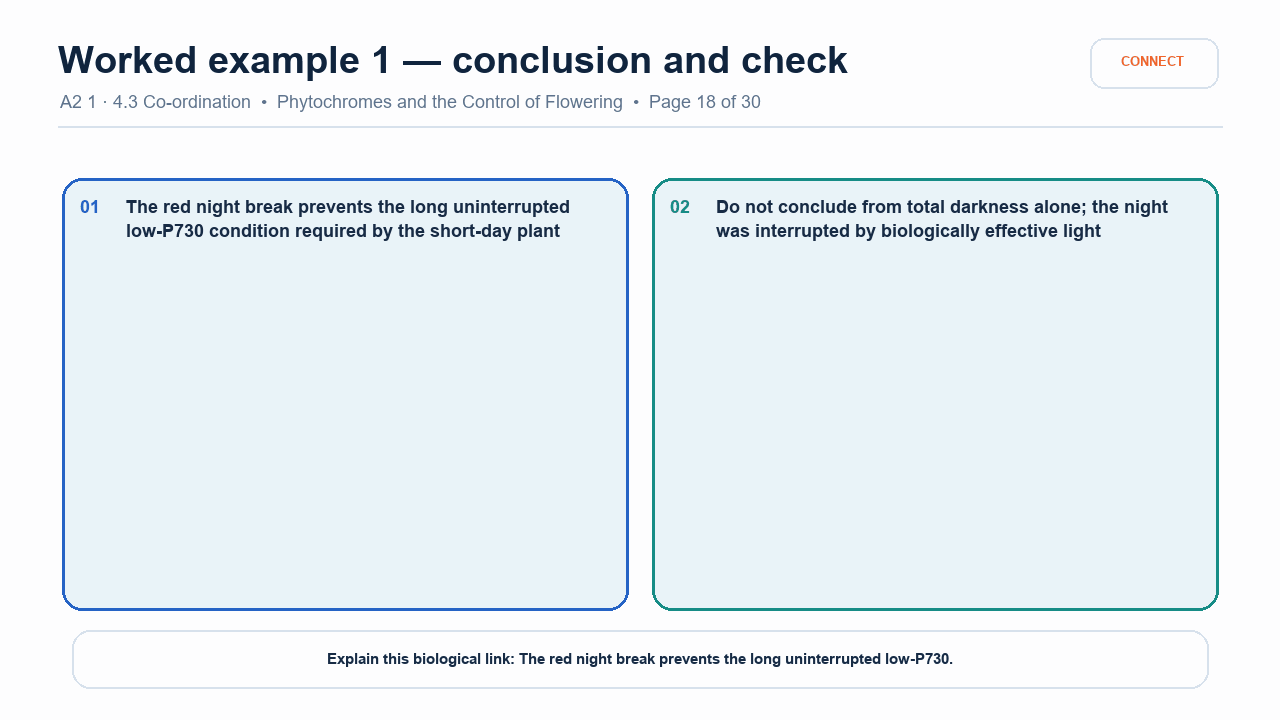 Worked example 1 — conclusion and check
CONNECT
A2 1 · 4.3 Co-ordination • Phytochromes and the Control of Flowering • Page 18 of 30
01 The red night break prevents the long uninterrupted
low-P730 condition required by the short-day plant
02 Do not conclude from total darkness alone; the night
was interrupted by biologically effective light
Explain this biological link: The red night break prevents the long uninterrupted low-P730.